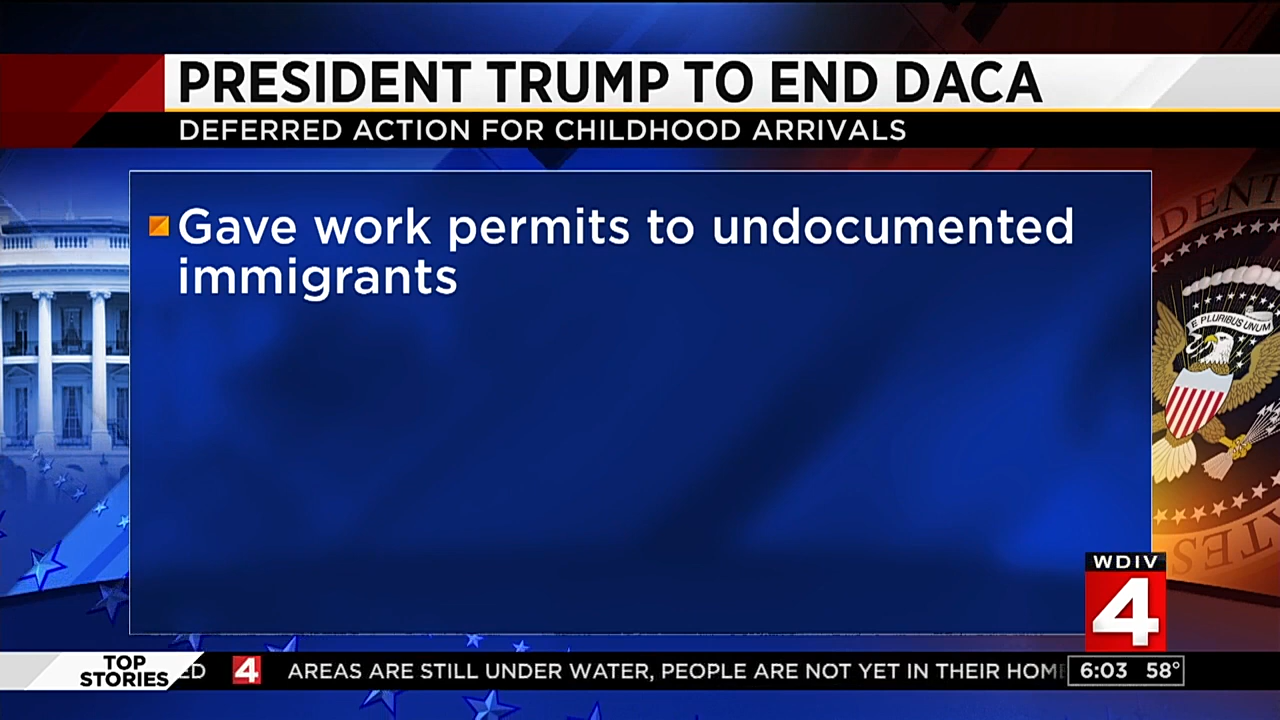 PRESIDENT TRUMP TO END DACA
DEFERRED ACTION FOR CHILDHOOD ARRIVALS
Gave work permits to undocumented
immigrants
E PLURIBUS UNUM
WDIV
4
TOP
STORIES
4 AREAS ARE STILL UNDER WATER, PEOPLE ARE NOT YET IN THEIR
6:03 58°